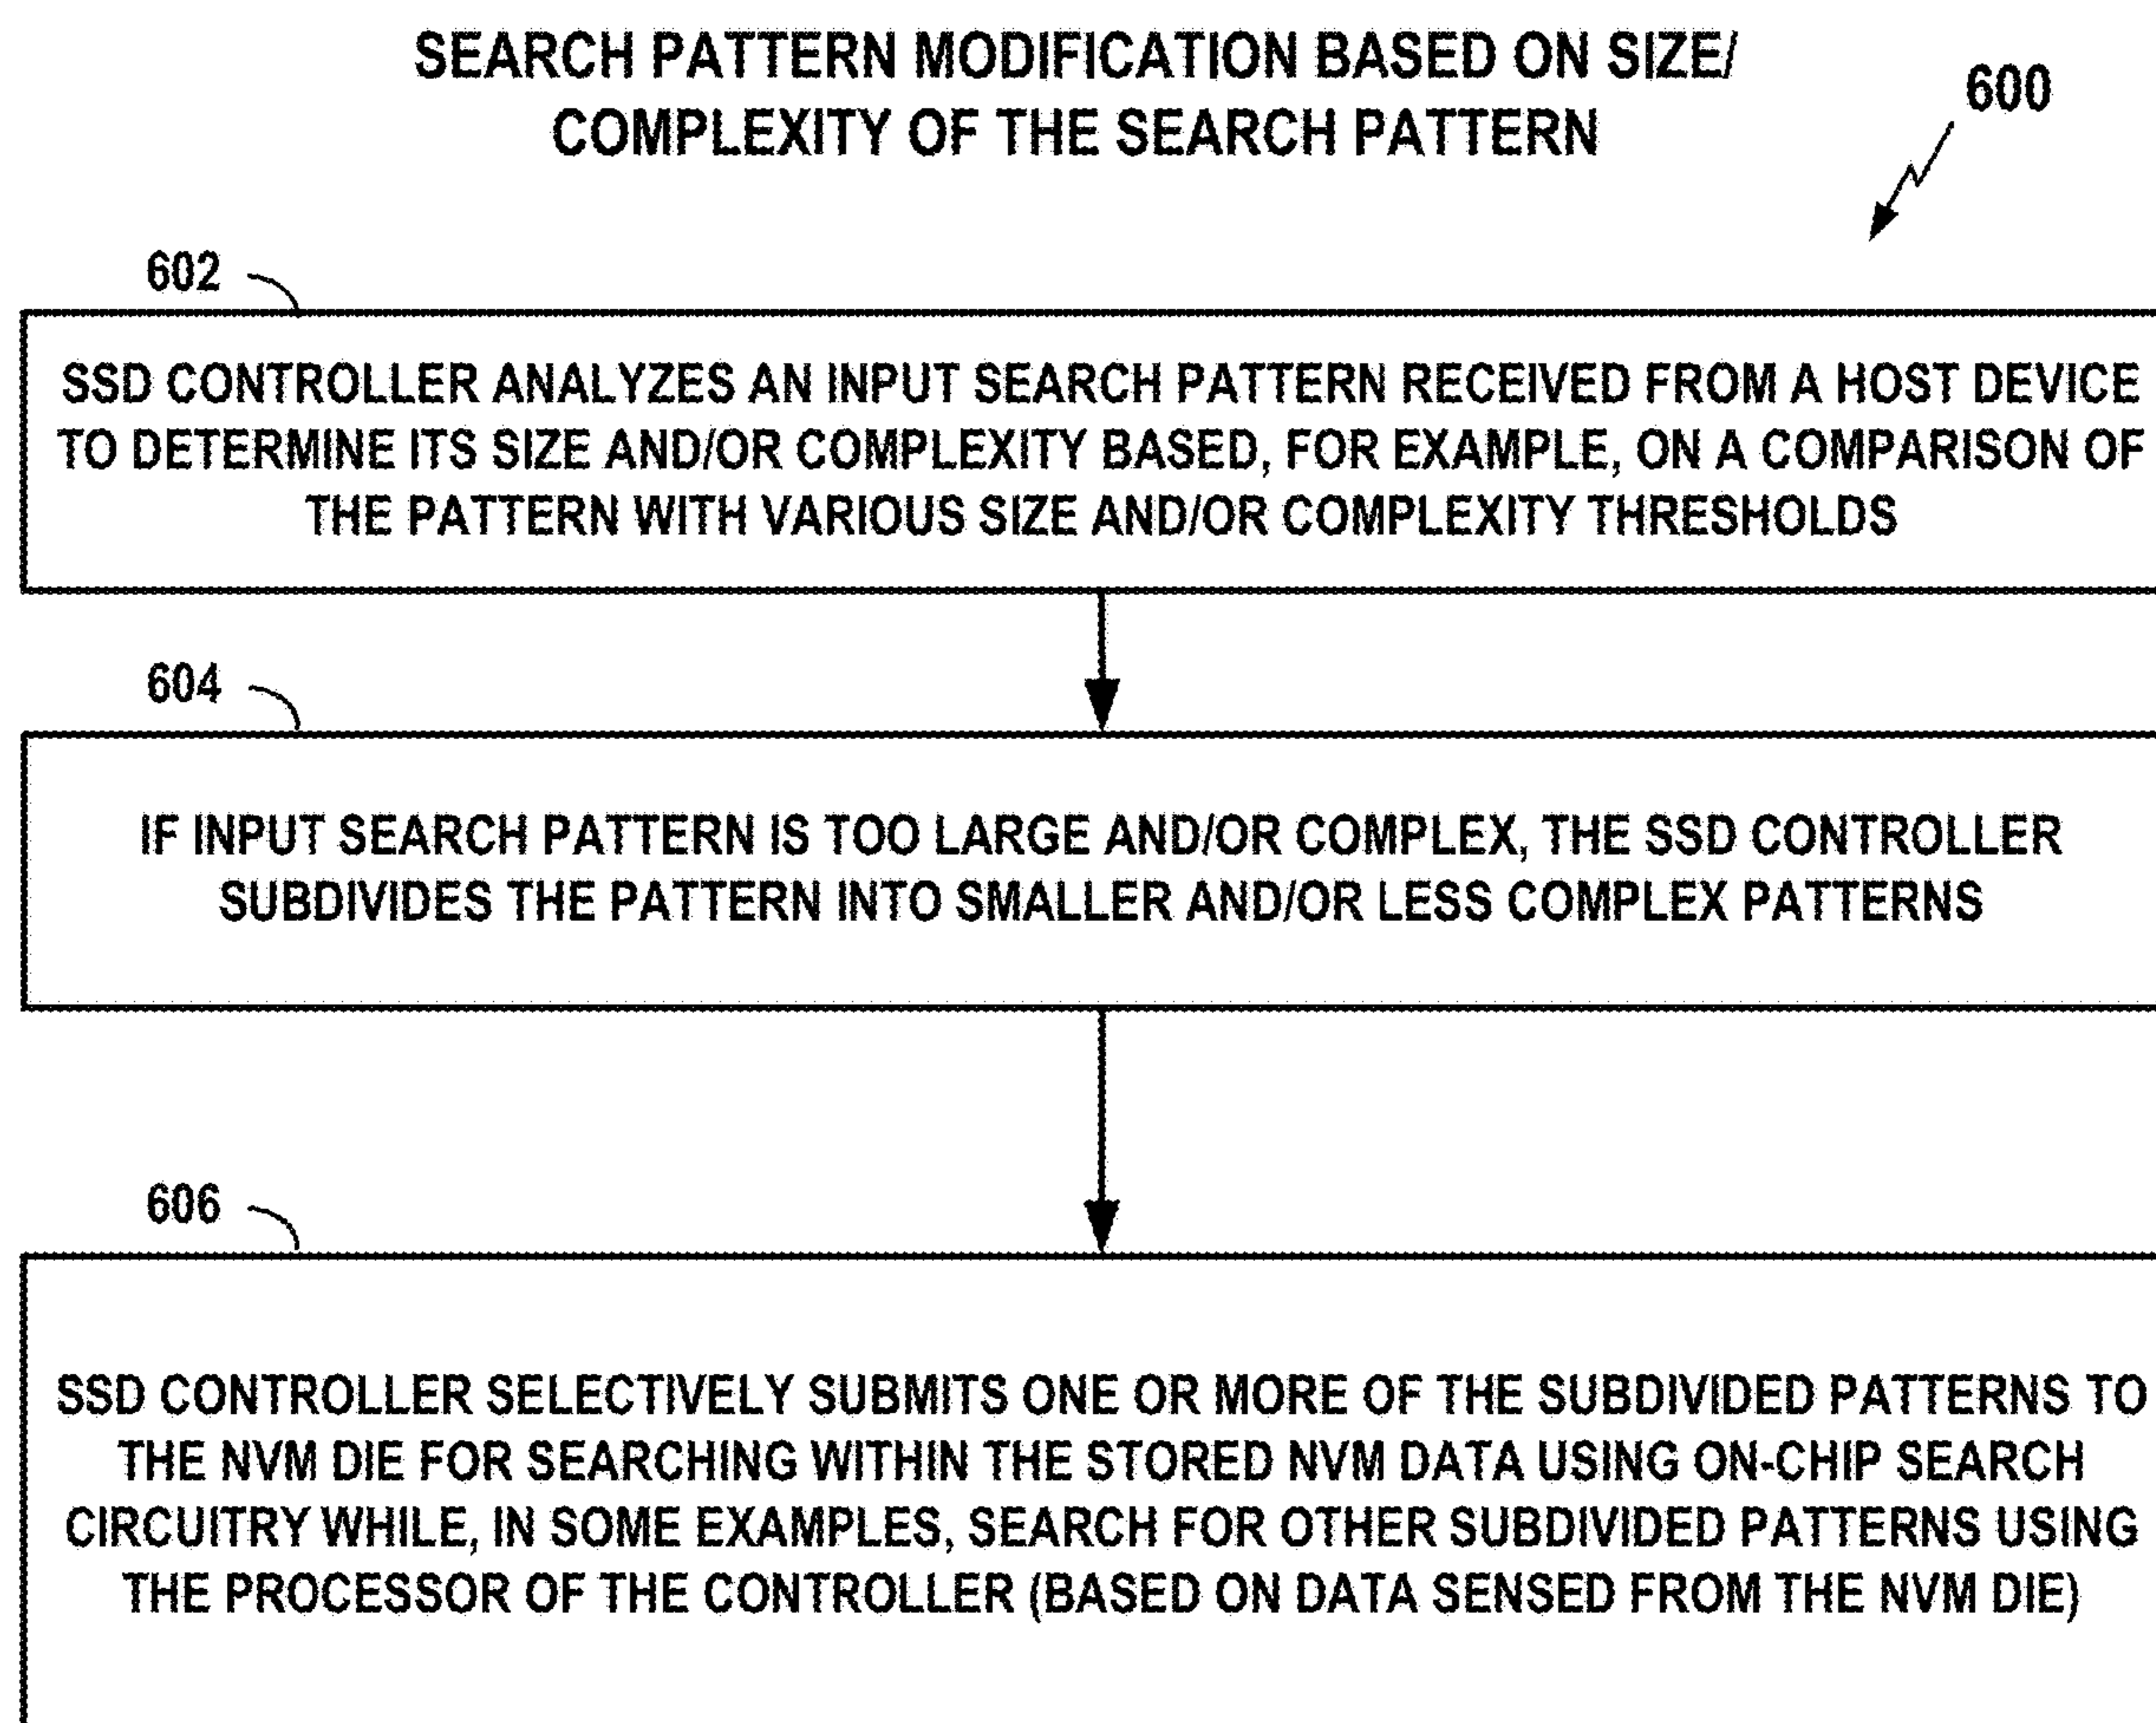 SEARCH PATTERN MODIFICATION BASED ON SIZE/
COMPLEXITY OF THE SEARCH PATTERN
600
602
SSD CONTROLLER ANALYZES AN INPUT SEARCH PATTERN RECEIVED FROM A HOST DEVICE
TO DETERMINE ITS SIZE AND/OR COMPLEXITY BASED, FOR EXAMPLE, ON A COMPARISON OF
THE PATTERN WITH VARIOUS SIZE AND/OR COMPLEXITY THRESHOLDS
604
IF INPUT SEARCH PATTERN IS TOO LARGE AND/OR COMPLEX, THE SSD CONTROLLER
SUBDIVIDES THE PATTERN INTO SMALLER AND/OR LESS COMPLEX PATTERNS
606
SSD CONTROLLER SELECTIVELY SUBMITS ONE OR MORE OF THE SUBDIVIDED PATTERNS TO
THE NVM DIE FOR SEARCHING WITHIN THE STORED NVM DATA USING ON-CHIP SEARCH
CIRCUITRY WHILE, IN SOME EXAMPLES, SEARCH FOR OTHER SUBDIVIDED PATTERNS USING
THE PROCESSOR OF THE CONTROLLER (BASED ON DATA SENSED FROM THE NVM DIE)